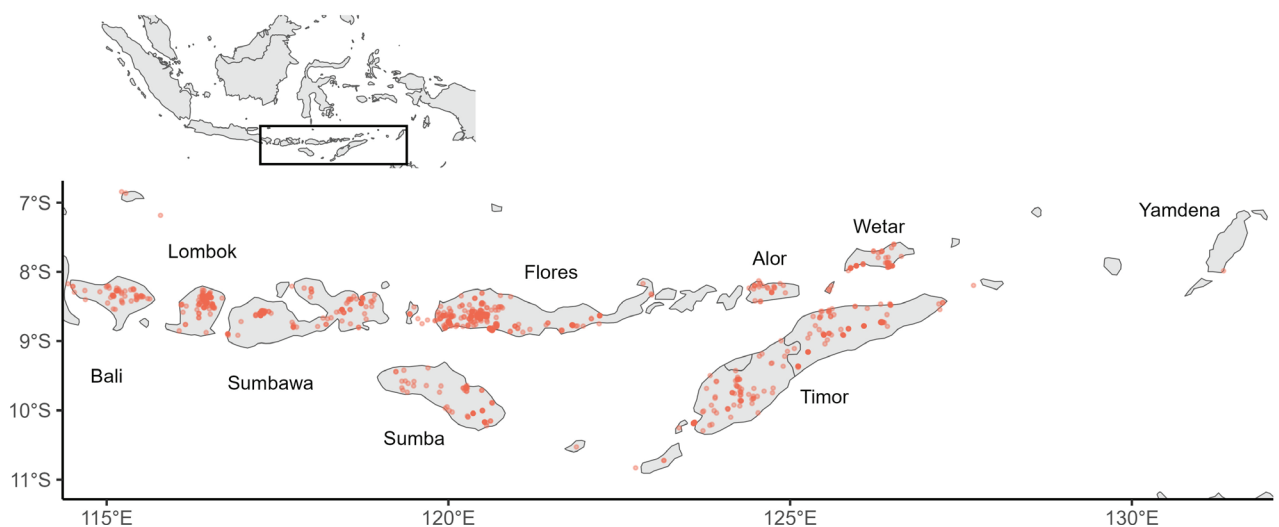 7°S
8°S
9°S
10°S
11°S
115°E
120°E
125°E
130°E
Yamdena
Wetar
Lombok
Alor
Flores
Bali
Sumbawa
Timor
Sumba